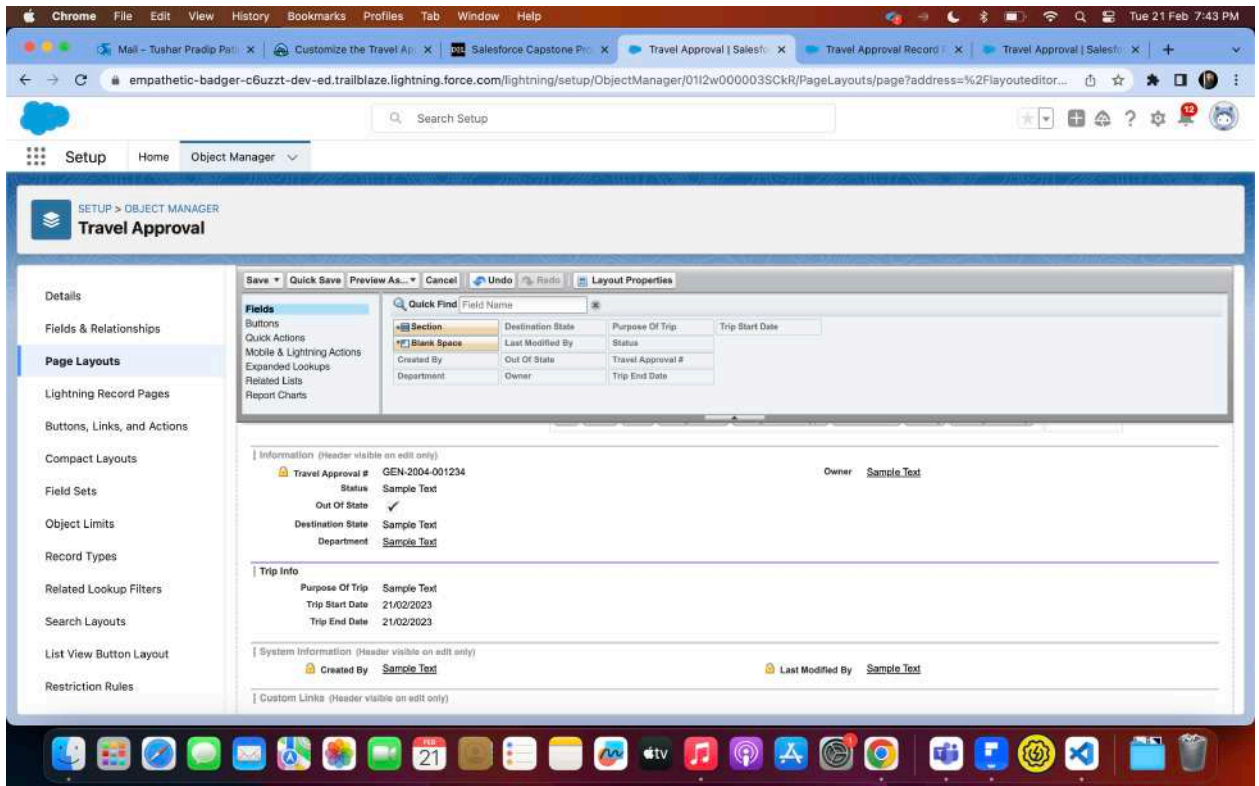 Chrome File Edit View History Bookmarks Profiles Tab Window Help Tue 21 Feb 7:43 PM
Mail – Tushar Pradip Pati X Customize the Travel Ap X Salesforce Capstone Pro X Travel Approval | Salesfo X Travel Approval Record X Travel Approval | Salesfo X +
empathetic-badger-c6uzzt-dev-ed.trailblaze.lightning.force.com/lightning/setup/ObjectManager/01I2w000003SCkR/PageLayouts/page?address=%2Flayouteditor...
Search Setup 12
Setup Home Object Manager
SETUP > OBJECT MANAGER
Travel Approval
Details
Fields & Relationships
Page Layouts
Lightning Record Pages
Buttons, Links, and Actions
Compact Layouts
Field Sets
Object Limits
Record Types
Related Lookup Filters
Search Layouts
List View Button Layout
Restriction Rules
Save Quick Save Preview As... Cancel Undo Redo Layout Properties
Fields
Buttons
Quick Actions
Mobile & Lightning Actions
Expanded Lookups
Related Lists
Report Charts
Quick Find Field Name
Section Destination State Purpose Of Trip Trip Start Date
Blank Space Last Modified By Status
Created By Out Of State Travel Approval #
Department Owner Trip End Date
Information (Header visible on edit only)
Travel Approval # GEN-2004-001234 Owner Sample Text
Status Sample Text
Out Of State ✓
Destination State Sample Text
Department Sample Text
Trip Info
Purpose Of Trip Sample Text
Trip Start Date 21/02/2023
Trip End Date 21/02/2023
System Information (Header visible on edit only)
Created By Sample Text Last Modified By Sample Text
Custom Links (Header visible on edit only)
FEB
21
tv
1